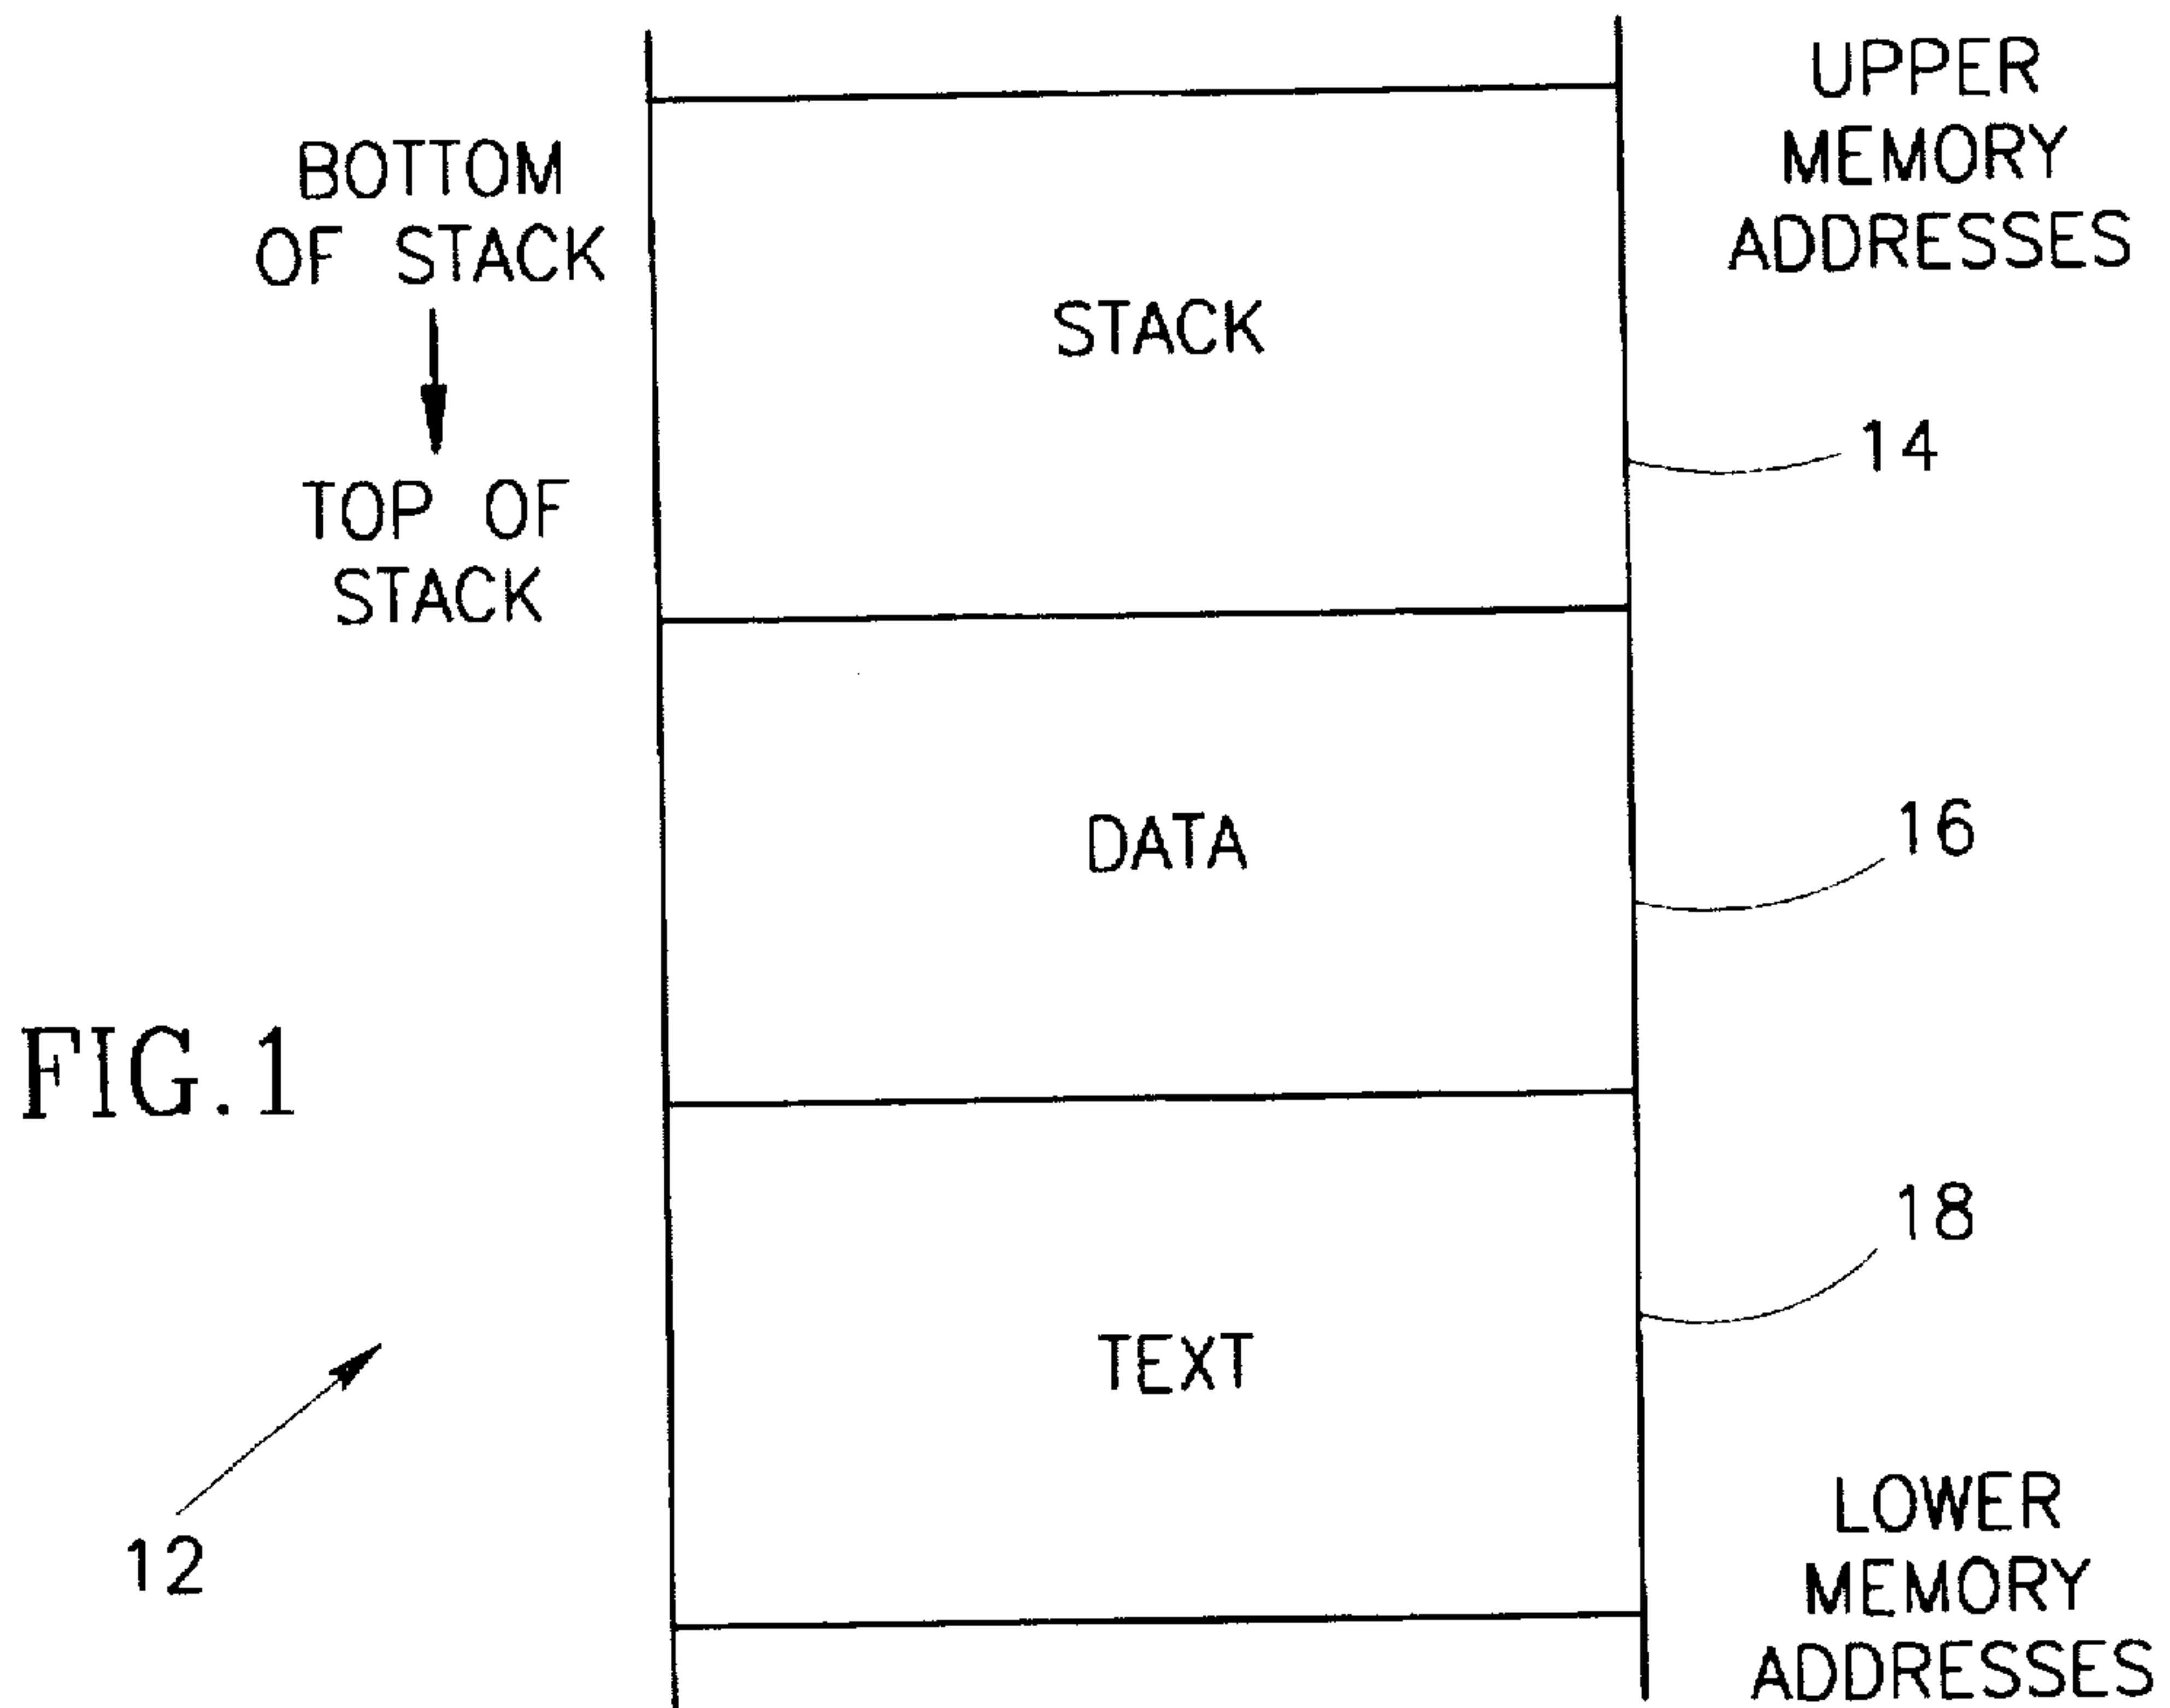 UPPER
MEMORY
ADDRESSES
BOTTOM
OF STACK
STACK
14
TOP OF
STACK
DATA
16
FIG.1
18
TEXT
12
LOWER
MEMORY
ADDRESSES